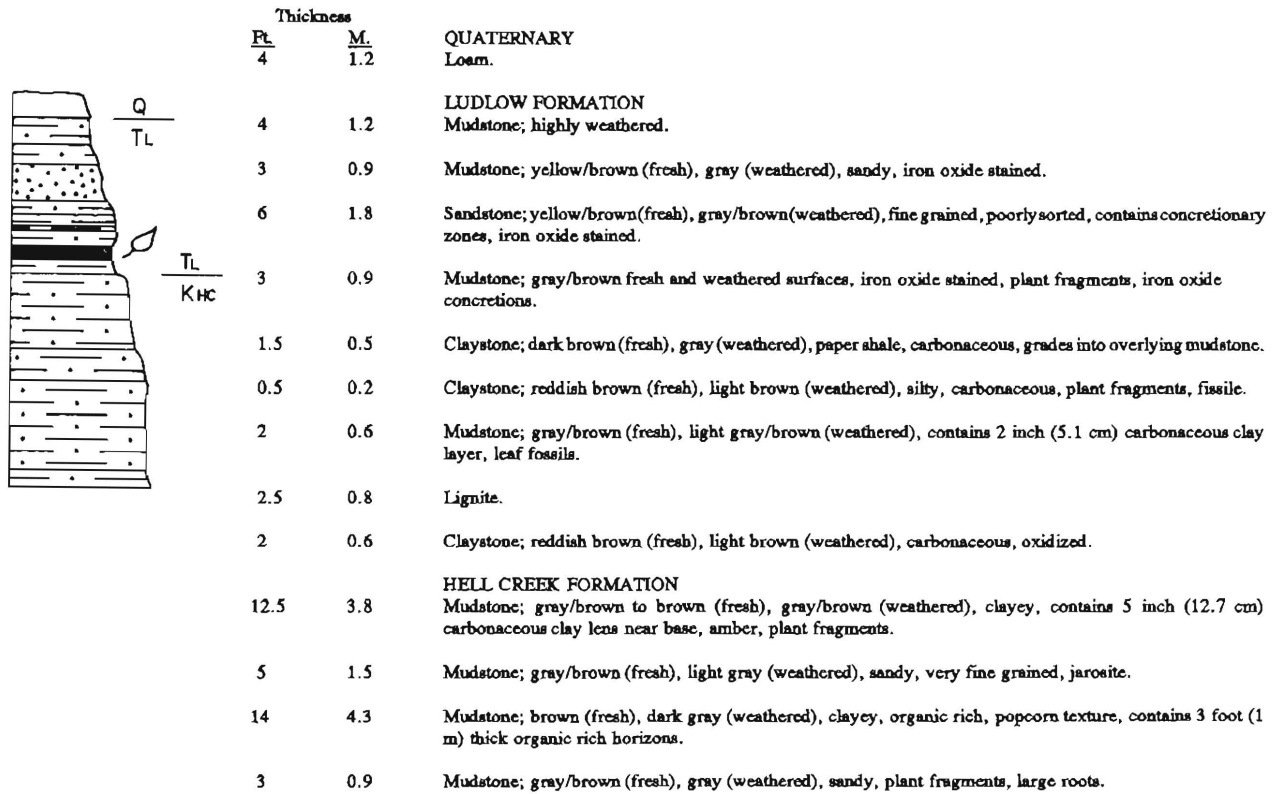 Thickness
Ft. M. QUATERNARY
4 1.2 Loam.
Q
TL
LUDLOW FORMATION
4 1.2 Mudstone; highly weathered.
3 0.9 Mudstone; yellow/brown (fresh), gray (weathered), sandy, iron oxide stained.
6 1.8 Sandstone; yellow/brown (fresh), gray/brown (weathered), fine grained, poorly sorted, contains concretionary
zones, iron oxide stained.
TL
KHC
3 0.9 Mudstone; gray/brown fresh and weathered surfaces, iron oxide stained, plant fragments, iron oxide
concretions.
1.5 0.5 Claystone; dark brown (fresh), gray (weathered), paper shale, carbonaceous, grades into overlying mudstone.
0.5 0.2 Claystone; reddish brown (fresh), light brown (weathered), silty, carbonaceous, plant fragments, fissile.
2 0.6 Mudstone; gray/brown (fresh), light gray/brown (weathered), contains 2 inch (5.1 cm) carbonaceous clay
layer, leaf fossils.
2.5 0.8 Lignite.
2 0.6 Claystone; reddish brown (fresh), light brown (weathered), carbonaceous, oxidized.
HELL CREEK FORMATION
12.5 3.8 Mudstone; gray/brown to brown (fresh), gray/brown (weathered), clayey, contains 5 inch (12.7 cm)
carbonaceous clay lens near base, amber, plant fragments.
5 1.5 Mudstone; gray/brown (fresh), light gray (weathered), sandy, very fine grained, jarosite.
14 4.3 Mudstone; brown (fresh), dark gray (weathered), clayey, organic rich, popcorn texture, contains 3 foot (1
m) thick organic rich horizons.
3 0.9 Mudstone; gray/brown (fresh), gray (weathered), sandy, plant fragments, large roots.